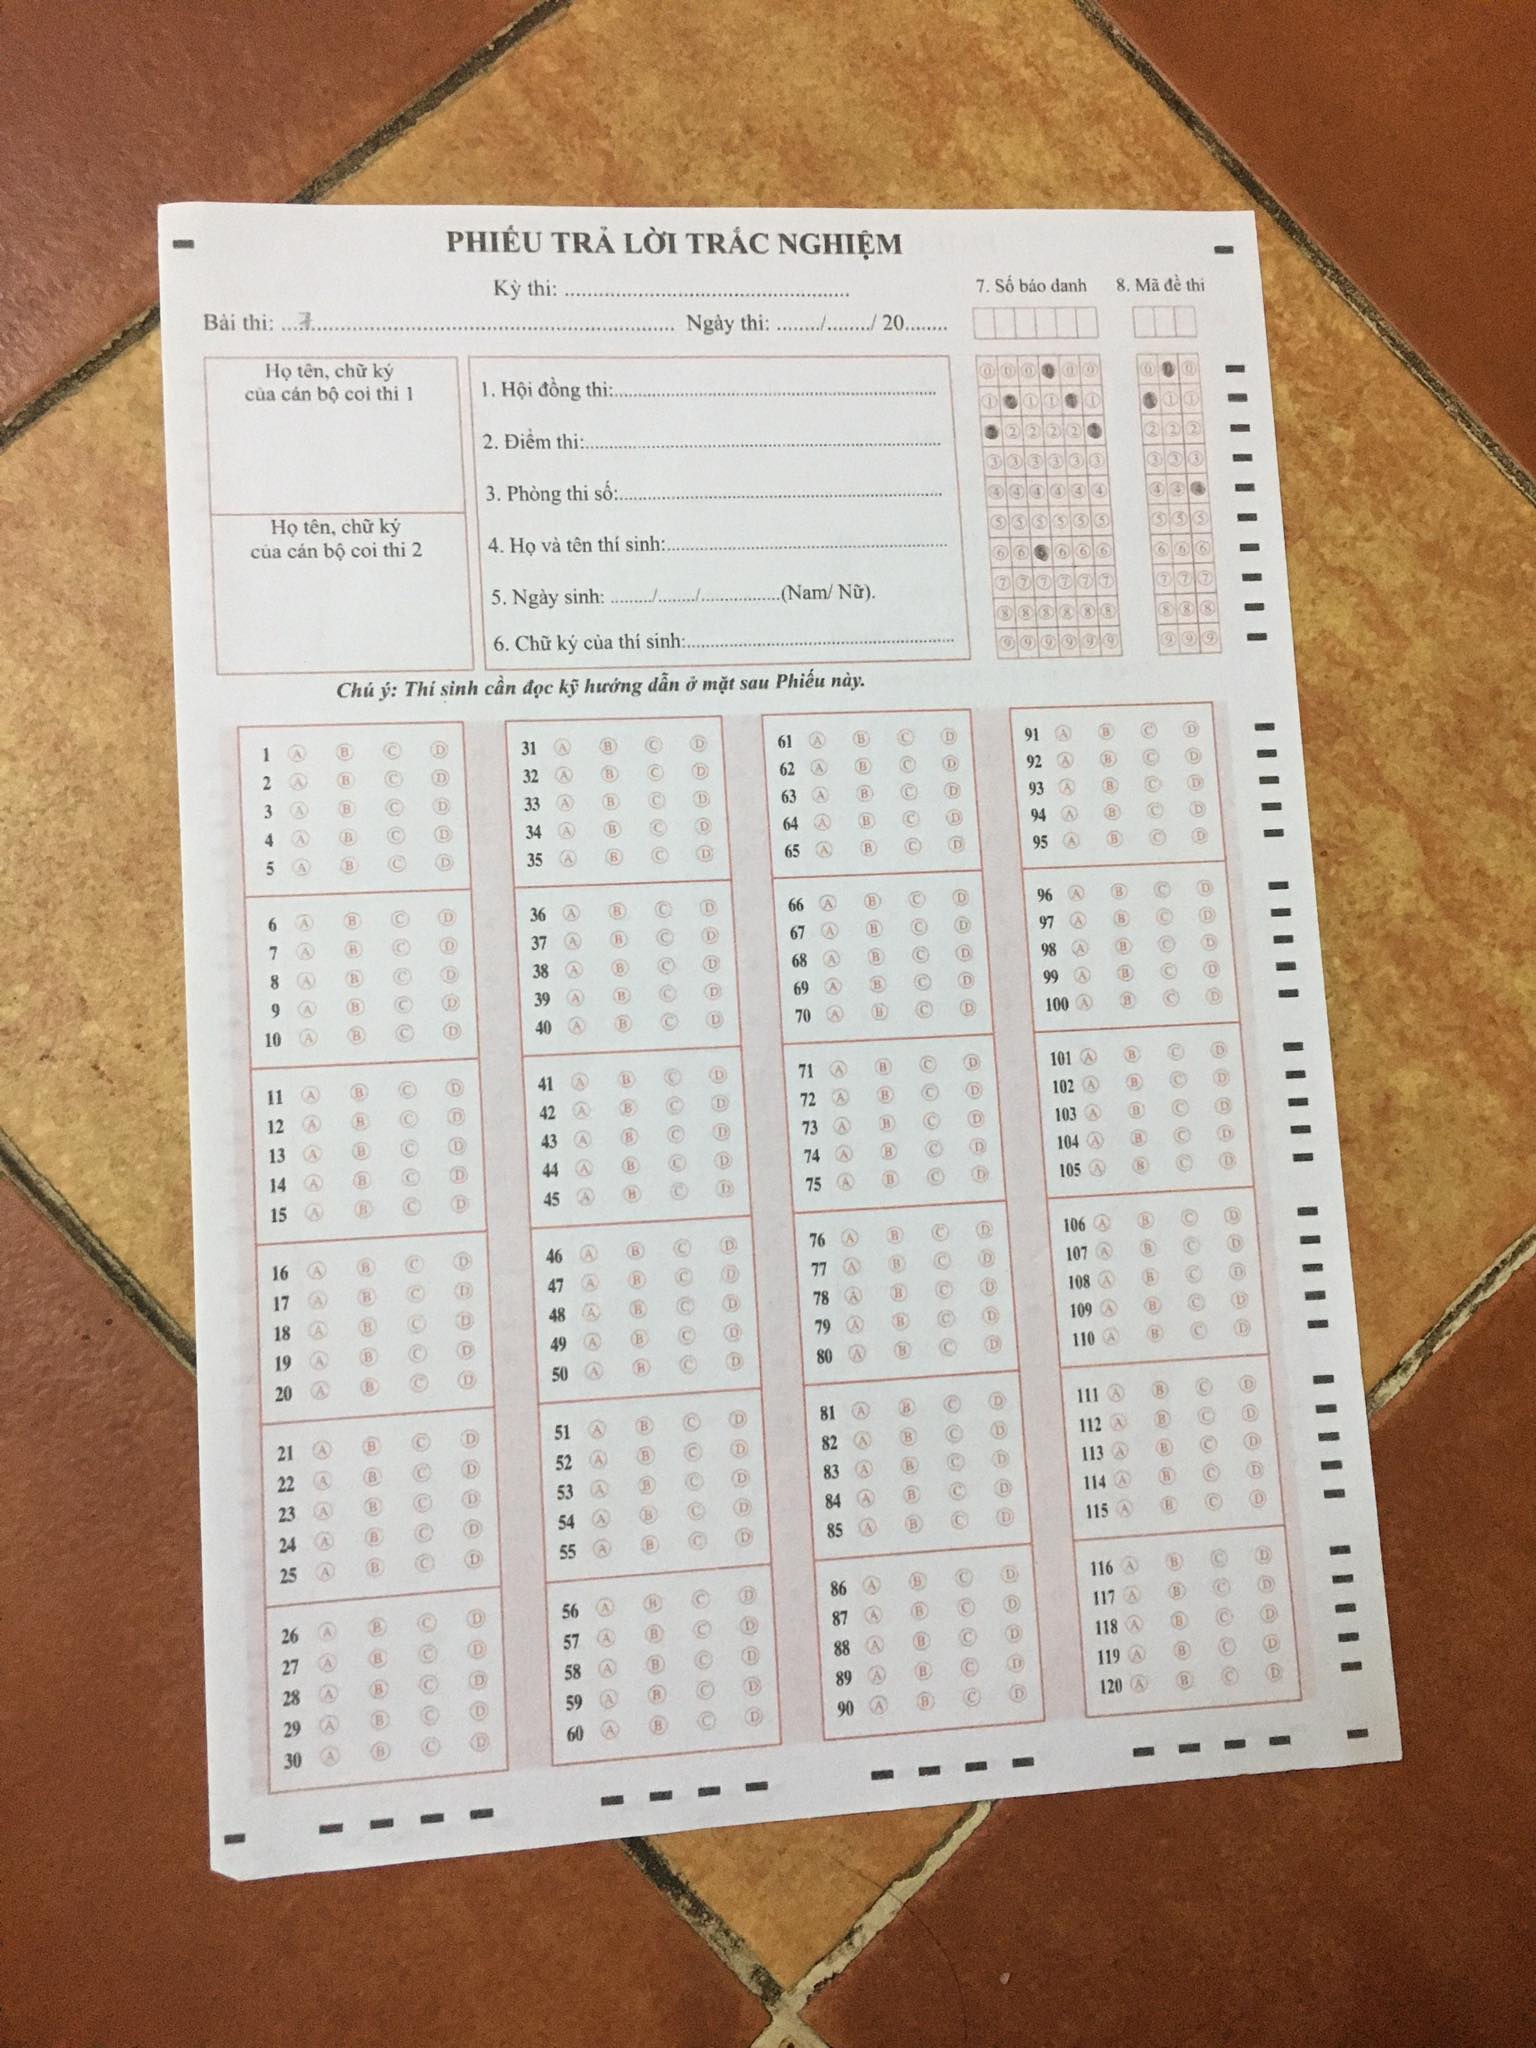 PHIẾU TRẢ LỜI TRẮC NGHIỆM
Kỳ thi: ..................................................
Bài thi: ...7............................................................... Ngày thi: ......../......../ 20........
7. Số báo danh
8. Mã đề thi
Họ tên, chữ ký
của cán bộ coi thi 1
Họ tên, chữ ký
của cán bộ coi thi 2
1. Hội đồng thi:..........................................................
2. Điểm thi:................................................................
3. Phòng thi số:..........................................................
4. Họ và tên thí sinh:..................................................
5. Ngày sinh: ......../......./...............(Nam/ Nữ).
6. Chữ ký của thí sinh:................................................
0 0 0 0 0 0 0
1 1 1 1 1 1
2 2 2 2 2 2
3 3 3 3 3 3 3 3 3
4 4 4 4 4 4 4 4 4
5 5 5 5 5 5 5 5 5
6 6 6 6 6 6 6 6 6
7 7 7 7 7 7 7 7 7
8 8 8 8 8 8 8 8 8
9 9 9 9 9 9 9 9 9
Chú ý: Thí sinh cần đọc kỹ hướng dẫn ở mặt sau Phiếu này.
1 A B C D
2 A B C D
3 A B C D
4 A B C D
5 A B C D
6 A B C D
7 A B C D
8 A B C D
9 A B C D
10 A B C D
11 A B C D
12 A B C D
13 A B C D
14 A B C D
15 A B C D
16 A B C D
17 A B C D
18 A B C D
19 A B C D
20 A B C D
21 A B C D
22 A B C D
23 A B C D
24 A B C D
25 A B C D
26 A B C D
27 A B C D
28 A B C D
29 A B C D
30 A B C D
31 A B C D
32 A B C D
33 A B C D
34 A B C D
35 A B C D
36 A B C D
37 A B C D
38 A B C D
39 A B C D
40 A B C D
41 A B C D
42 A B C D
43 A B C D
44 A B C D
45 A B C D
46 A B C D
47 A B C D
48 A B C D
49 A B C D
50 A B C D
51 A B C D
52 A B C D
53 A B C D
54 A B C D
55 A B C D
56 A B C D
57 A B C D
58 A B C D
59 A B C D
60 A B C D
61 A B C D
62 A B C D
63 A B C D
64 A B C D
65 A B C D
66 A B C D
67 A B C D
68 A B C D
69 A B C D
70 A B C D
71 A B C D
72 A B C D
73 A B C D
74 A B C D
75 A B C D
76 A B C D
77 A B C D
78 A B C D
79 A B C D
80 A B C D
81 A B C D
82 A B C D
83 A B C D
84 A B C D
85 A B C D
86 A B C D
87 A B C D
88 A B C D
89 A B C D
90 A B C D
91 A B C D
92 A B C D
93 A B C D
94 A B C D
95 A B C D
96 A B C D
97 A B C D
98 A B C D
99 A B C D
100 A B C D
101 A B C D
102 A B C D
103 A B C D
104 A B C D
105 A B C D
106 A B C D
107 A B C D
108 A B C D
109 A B C D
110 A B C D
111 A B C D
112 A B C D
113 A B C D
114 A B C D
115 A B C D
116 A B C D
117 A B C D
118 A B C D
119 A B C D
120 A B C D